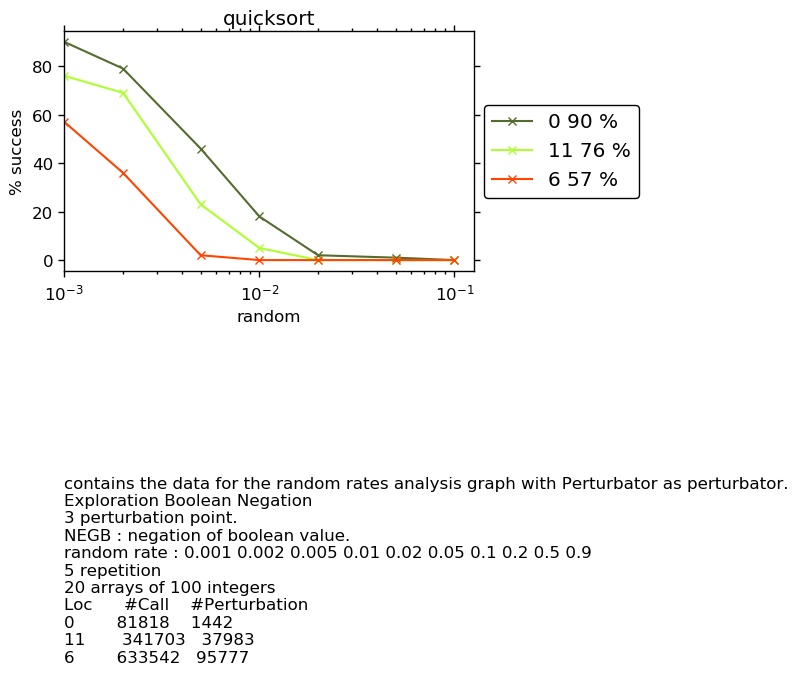 quicksort
80
60
40
20
0
% success
10⁻³ 10⁻² 10⁻¹
random
0 90 %
11 76 %
6 57 %
contains the data for the random rates analysis graph with Perturbator as perturbator.
Exploration Boolean Negation
3 perturbation point.
NEGB : negation of boolean value.
random rate : 0.001 0.002 0.005 0.01 0.02 0.05 0.1 0.2 0.5 0.9
5 repetition
20 arrays of 100 integers
Loc #Call #Perturbation
0 81818 1442
11 341703 37983
6 633542 95777